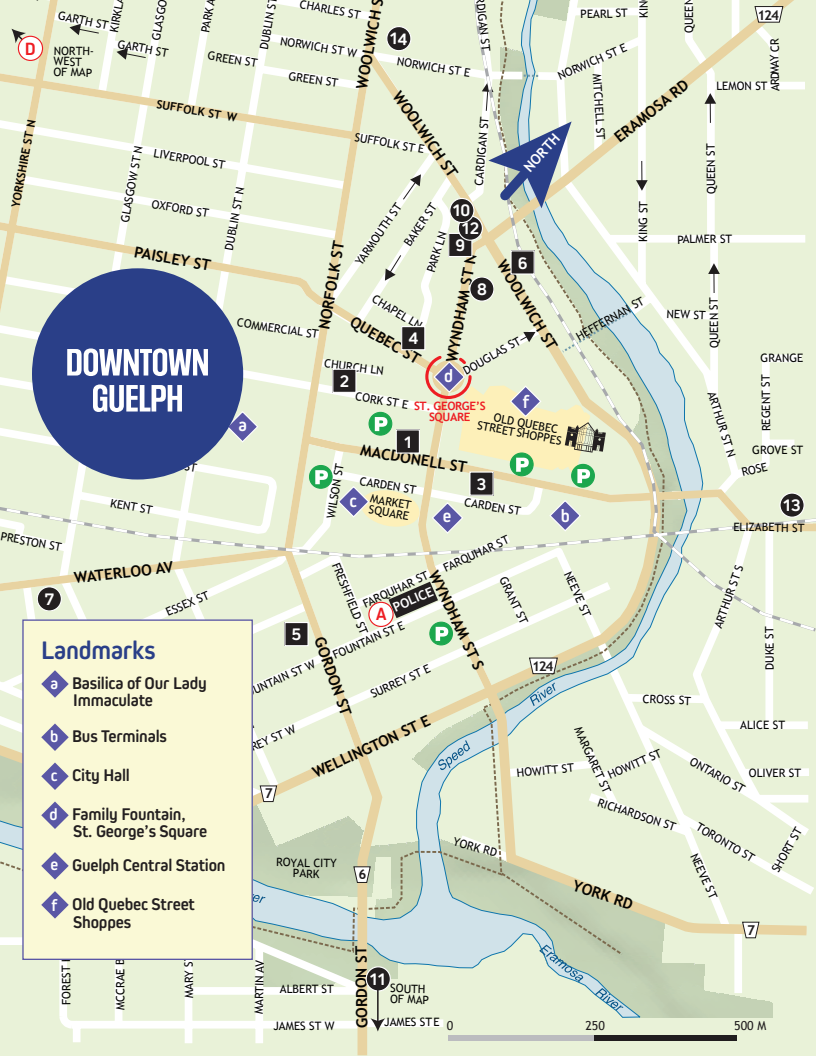 CHARLES ST
PEARL ST
124
GARTH ST
GARTH ST
DUBLIN ST
WOOLWICH S
14
NORWICH ST W
NORWICH ST E
NORWICH ST E
D
NORTH-
WEST
OF MAP
GREEN ST
GREEN ST
MITCHELL ST
LEMON ST
ARDMAY CR
SUFFOLK ST W
SUFFOLK ST E
WOOLWICH ST
CARDIGAN ST
ERAMOSA RD
NORTH
YORKSHIRE ST N
LIVERPOOL ST
GLASGOW ST N
OXFORD ST
DUBLIN ST N
QUEEN ST
KING ST
PALMER ST
YARMOUTH ST
BAKER ST
PARK LN
10
12
9
PAISLEY ST
NORFOLK ST
8
6
WOOLWICH ST
WYNDHAM ST N
CHAPEL LN
HEFFERNAN ST
NEW ST
QUEEN ST
COMMERCIAL ST
QUEBEC ST
4
DOUGLAS ST
DOWNTOWN
GUELPH
CHURCH LN
2
d
GRANGE
CORK ST E
ST. GEORGE'S
SQUARE
f
OLD QUEBEC
STREET SHOPPES
ARTHUR ST N
REGENT ST
a
P
1
MACDONELL ST
GROVE ST
ST
P
P
P
ROSE
WILSON ST
CARDEN ST
3
CARDEN ST
c
MARKET
SQUARE
e
b
13
KENT ST
ELIZABETH ST
PRESTON ST
WATERLOO AV
FARQUHAR ST
FARQUHAR ST
FRESHFIELD ST
POLICE
A
GRANT ST
NEEVE ST
ARTHUR ST S
7
ESSEX ST
WYNDHAM ST S
P
5
FOUNTAIN ST E
GORDON ST
DUKE ST
SURREY ST E
124
Landmarks
a Basilica of Our Lady
Immaculate
b Bus Terminals
c City Hall
d Family Fountain,
St. George's Square
e Guelph Central Station
f Old Quebec Street
Shoppes
UNTAIN ST W
REY ST W
WELLINGTON ST E
7
River
Speed
CROSS ST
ALICE ST
MARGARET ST
HOWITT ST
HOWITT ST
ONTARIO ST
OLIVER ST
RICHARDSON ST
TORONTO ST
SHORT ST
NEEVE ST
YORK RD
YORK RD
7
ROYAL CITY
PARK
6
er
Eramosa
River
MCCRAE B
MARY S
MARTIN AV
ALBERT ST
JAMES ST W
GORDON ST
11
SOUTH
OF MAP
JAMES ST E
0 250 500 M